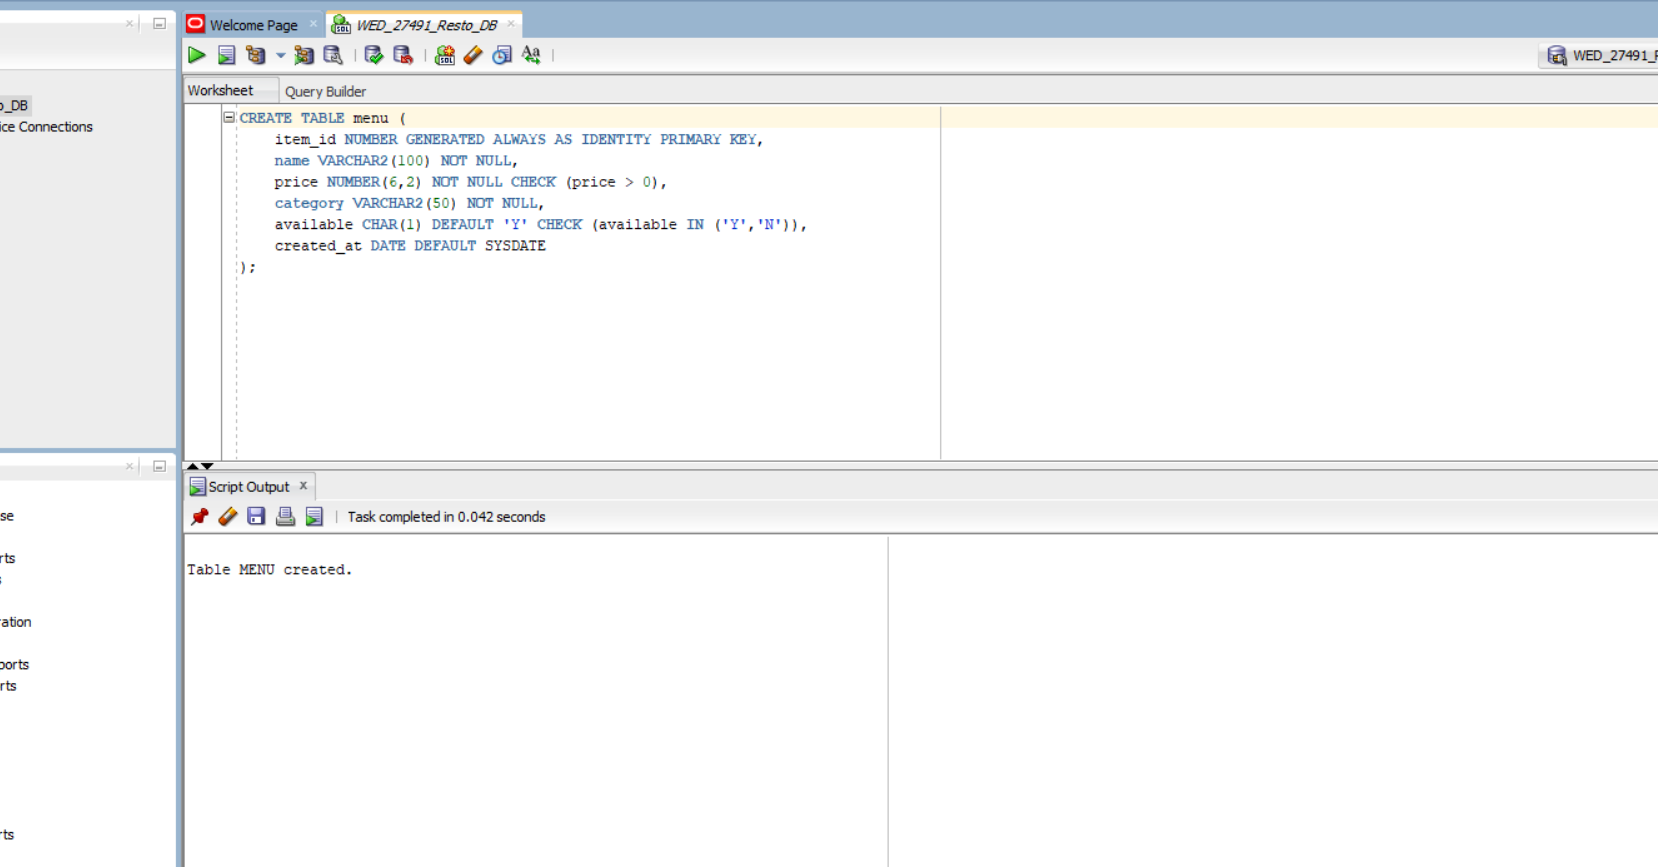 Welcome Page
WED_27491_Resto_DB
WED_27491_
Worksheet
Query Builder
_DB
ice Connections
CREATE TABLE menu (
item_id NUMBER GENERATED ALWAYS AS IDENTITY PRIMARY KEY,
name VARCHAR2(100) NOT NULL,
price NUMBER(6,2) NOT NULL CHECK (price > 0),
category VARCHAR2(50) NOT NULL,
available CHAR(1) DEFAULT 'Y' CHECK (available IN ('Y','N')),
created_at DATE DEFAULT SYSDATE
);
Script Output
Task completed in 0.042 seconds
Table MENU created.
se
rts
s
ration
ports
rts
rts